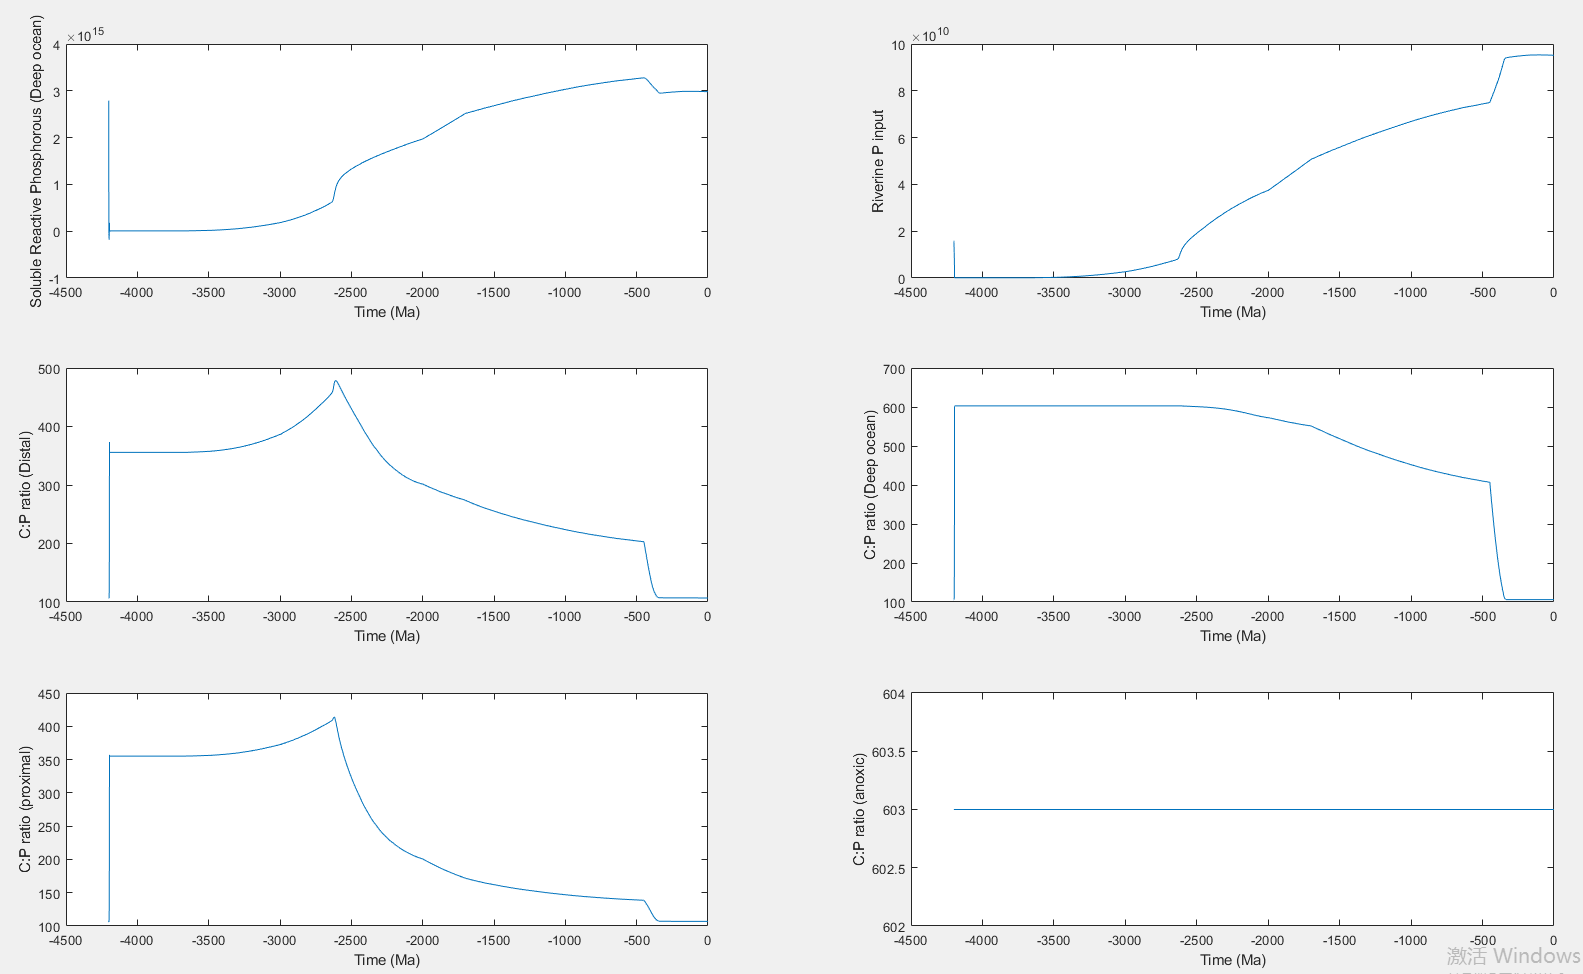 ×10^15
Soluble Reactive Phosphorous (Deep ocean)
4
3
2
1
0
-1
-4500 -4000 -3500 -3000 -2500 -2000 -1500 -1000 -500 0
Time (Ma)
×10^10
Riverine P input
10
8
6
4
2
0
-4500 -4000 -3500 -3000 -2500 -2000 -1500 -1000 -500 0
Time (Ma)
C:P ratio (Distal)
500
400
300
200
100
-4500 -4000 -3500 -3000 -2500 -2000 -1500 -1000 -500 0
Time (Ma)
C:P ratio (Deep ocean)
700
600
500
400
300
200
100
-4500 -4000 -3500 -3000 -2500 -2000 -1500 -1000 -500 0
Time (Ma)
C:P ratio (proximal)
450
400
350
300
250
200
150
100
-4500 -4000 -3500 -3000 -2500 -2000 -1500 -1000 -500 0
Time (Ma)
C:P ratio (anoxic)
604
603.5
603
602.5
602
-4500 -4000 -3500 -3000 -2500 -2000 -1500 -1000 -500 0
Time (Ma)
激活 Windows